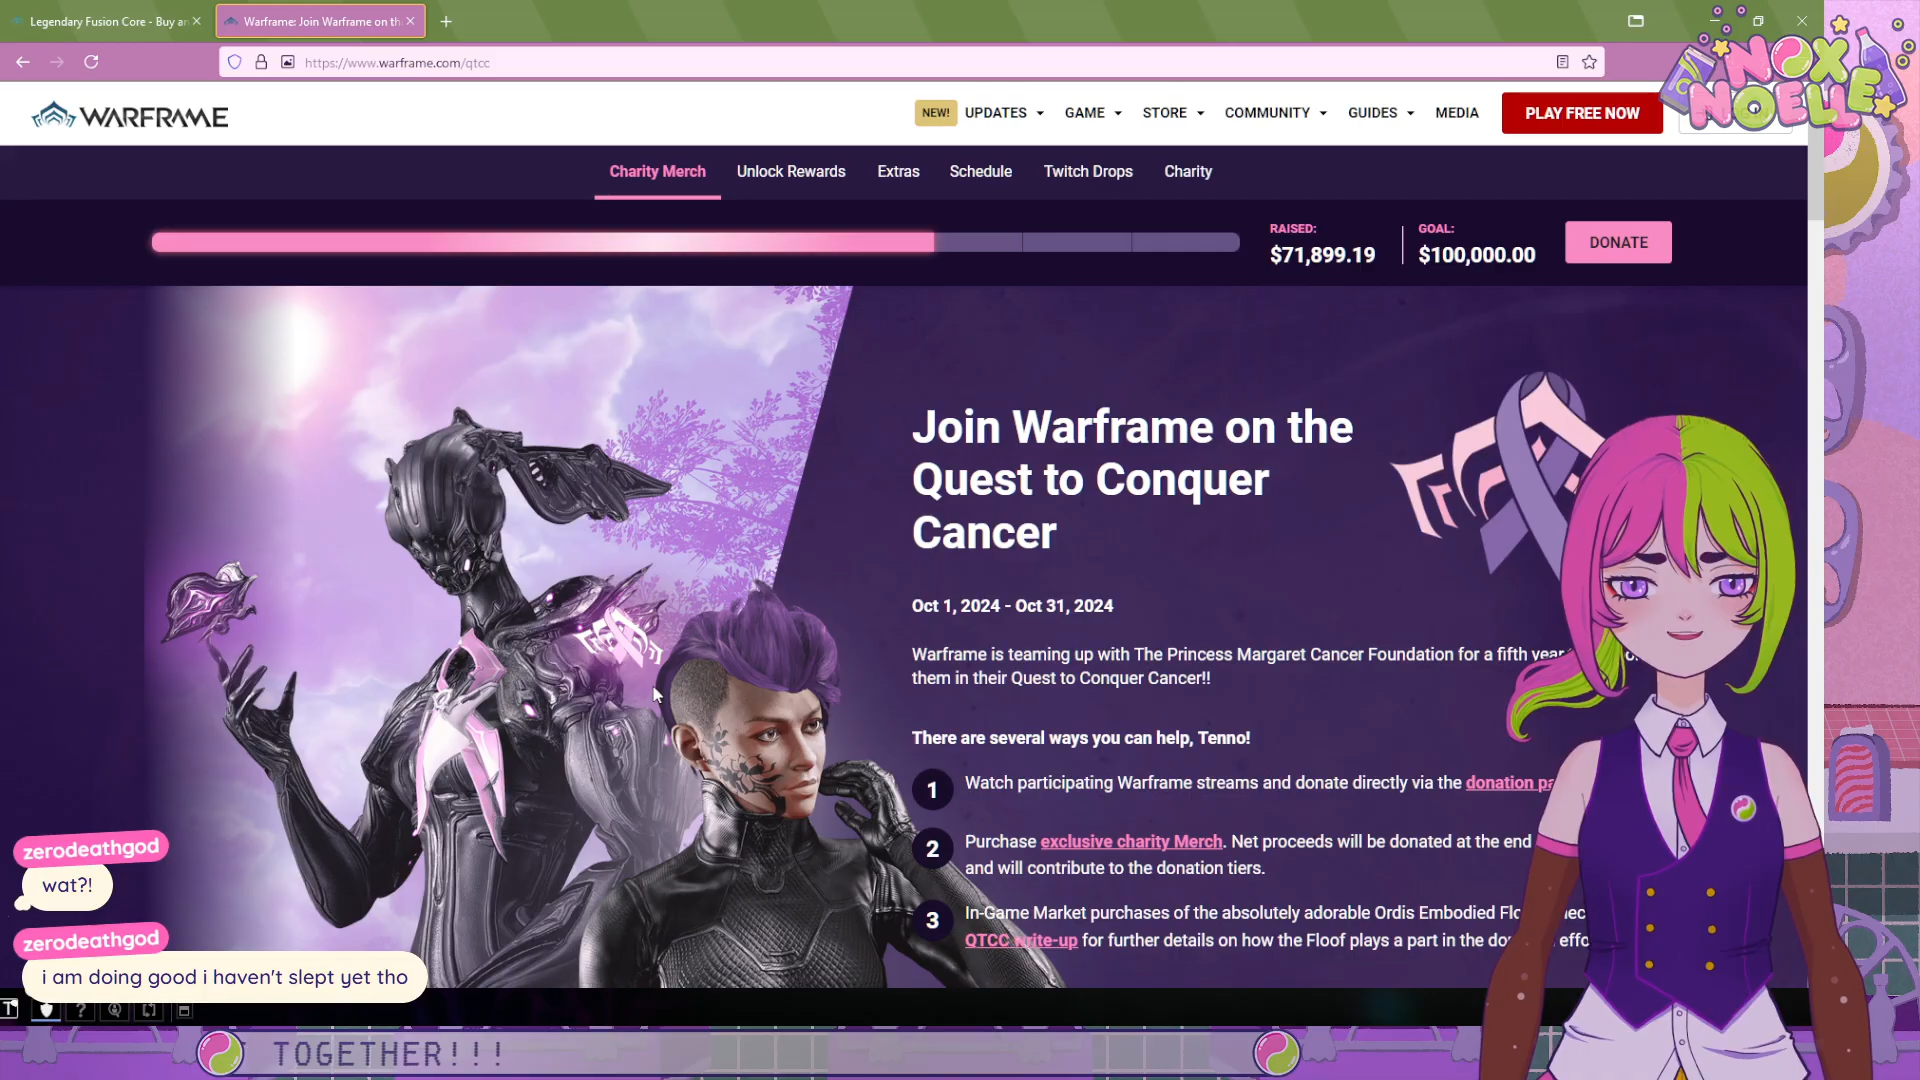 Legendary Fusion Core - Buy an
Warframe: Join Warframe on th
NOX
NOELLE
https://www.warframe.com/qtcc
WARFRAME
NEW! UPDATES GAME STORE COMMUNITY GUIDES MEDIA PLAY FREE NOW
Charity Merch Unlock Rewards Extras Schedule Twitch Drops Charity
RAISED: GOAL:
$71,899.19 $100,000.00 DONATE
Join Warframe on the
Quest to Conquer
Cancer
Oct 1, 2024 - Oct 31, 2024
Warframe is teaming up with The Princess Margaret Cancer Foundation for a fifth year
them in their Quest to Conquer Cancer!!
There are several ways you can help, Tenno!
1 Watch participating Warframe streams and donate directly via the donation pa
2 Purchase exclusive charity Merch. Net proceeds will be donated at the end
and will contribute to the donation tiers.
3 In-Game Market purchases of the absolutely adorable Ordis Embodied Flo
QTCC write-up for further details on how the Floof plays a part in the
zerodeathgod
wat?!
zerodeathgod
i am doing good i haven't slept yet tho
TOGETHER!!!